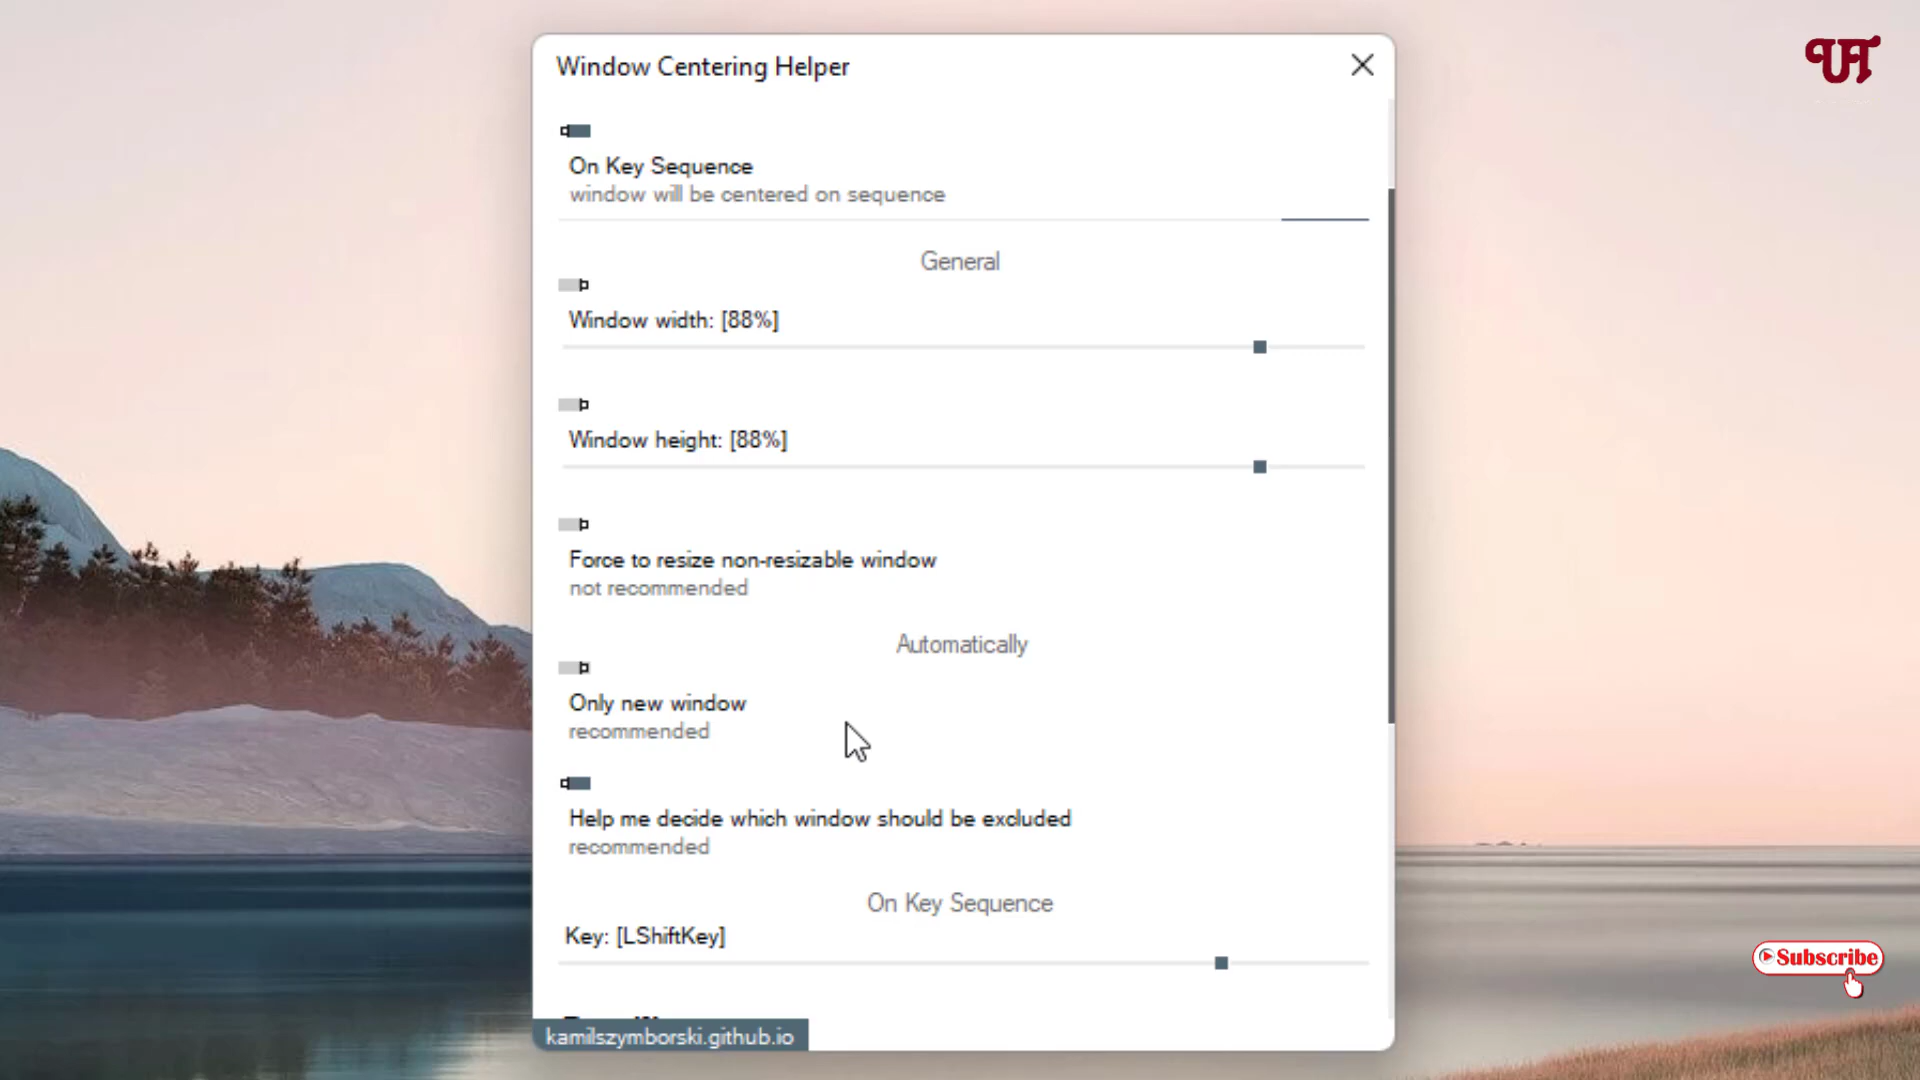 Window Centering Helper
On Key Sequence
window will be centered on sequence
General
Window width: [88%]
Window height: [88%]
Force to resize non-resizable window
not recommended
Automatically
Only new window
recommended
Help me decide which window should be excluded
recommended
On Key Sequence
Key: [LShiftKey]
kamilszymborski.github.io
Subscribe